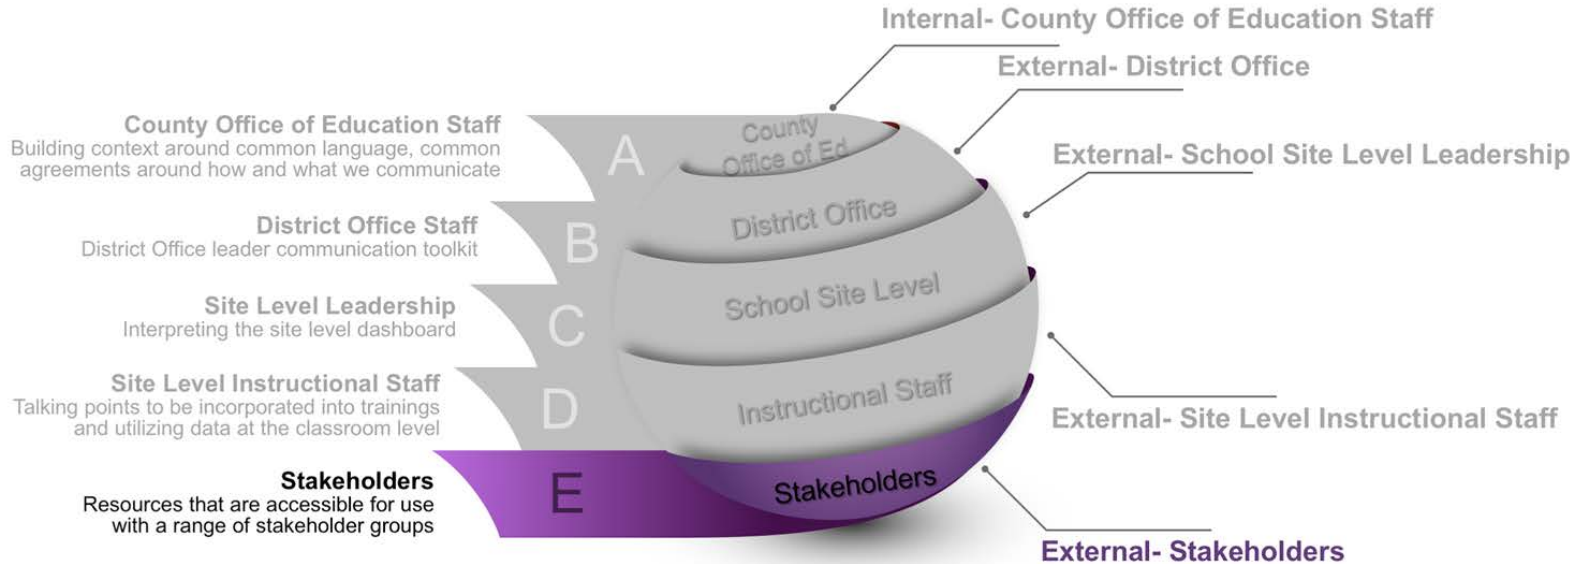 Internal- County Office of Education Staff
External- District Office
External- School Site Level Leadership
County Office of Education Staff
Building context around common language, common
agreements around how and what we communicate
A
County
Office of Ed
District Office Staff
District Office leader communication toolkit
B
District Office
Site Level Leadership
Interpreting the site level dashboard
C
School Site Level
Site Level Instructional Staff
Talking points to be incorporated into trainings
and utilizing data at the classroom level
D
Instructional Staff
External- Site Level Instructional Staff
Stakeholders
Resources that are accessible for use
with a range of stakeholder groups
E
Stakeholders
External- Stakeholders